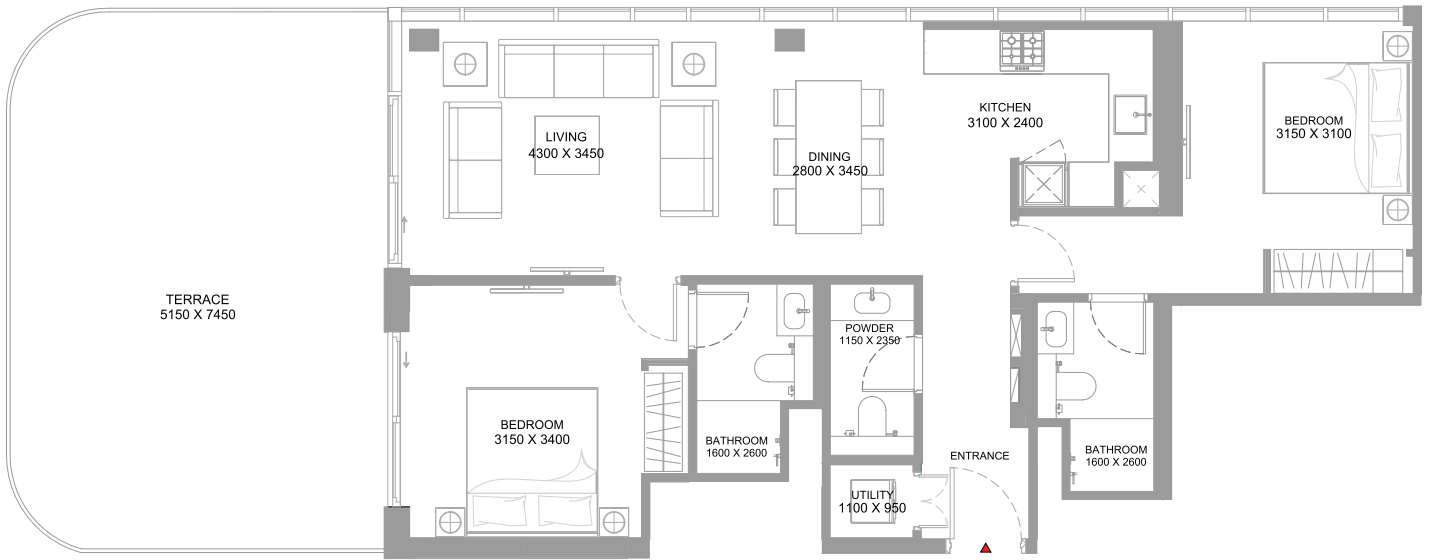 KITCHEN
3100 X 2400
BEDROOM
3150 X 3100
LIVING
4300 X 3450
DINING
2800 X 3450
TERRACE
5150 X 7450
POWDER
1150 X 2350
BEDROOM
3150 X 3400
BATHROOM
1600 X 2600
ENTRANCE
BATHROOM
1600 X 2600
UTILITY
1100 X 950